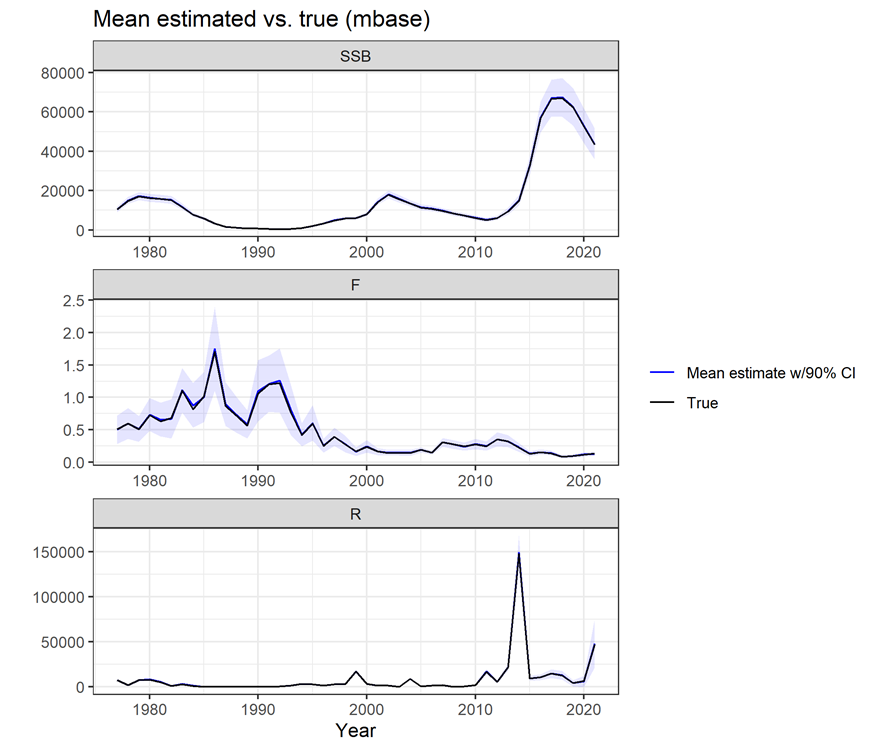 Mean estimated vs. true (mbase)
SSB
80000
60000
40000
20000
0
1980 1990 2000 2010 2020
F
2.5
2.0
1.5
1.0
0.5
0.0
1980 1990 2000 2010 2020
Mean estimate w/90% CI
True
R
150000
100000
50000
0
1980 1990 2000 2010 2020
Year